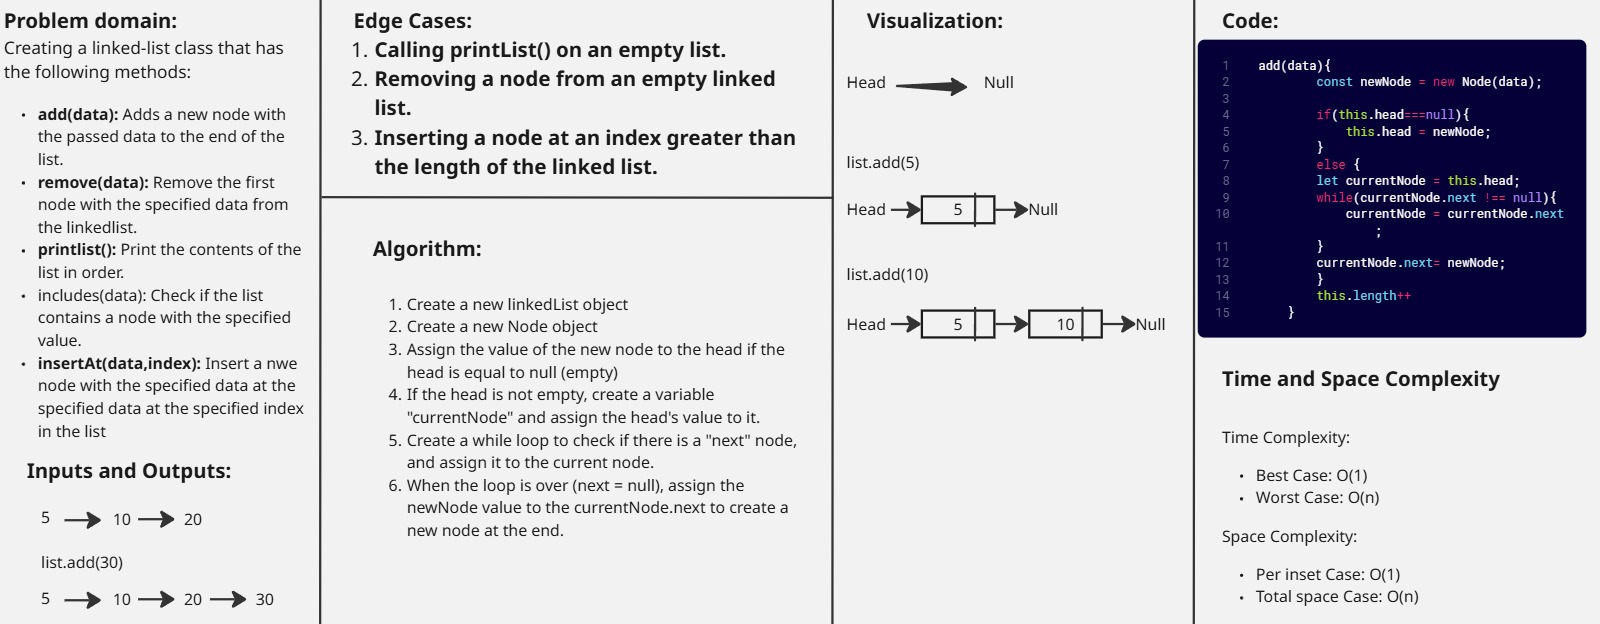 Problem domain:
Creating a linked-list class that has
the following methods:
• add(data): Adds a new node with
the passed data to the end of the
list.
• remove(data): Remove the first
node with the specified data from
the linkedlist.
• printlist(): Print the contents of the
list in order.
• includes(data): Check if the list
contains a node with the specified
value.
• insertAt(data,index): Insert a nwe
node with the specified data at the
specified data at the specified index
in the list
Inputs and Outputs:
5 10 20
list.add(30)
5 10 20 30
Edge Cases:
1. Calling printList() on an empty list.
2. Removing a node from an empty linked
list.
3. Inserting a node at an index greater than
the length of the linked list.
Algorithm:
1. Create a new linkedList object
2. Create a new Node object
3. Assign the value of the new node to the head if the
head is equal to null (empty)
4. If the head is not empty, create a variable
"currentNode" and assign the head's value to it.
5. Create a while loop to check if there is a "next" node,
and assign it to the current node.
6. When the loop is over (next = null), assign the
newNode value to the currentNode.next to create a
new node at the end.
Visualization:
Head Null
list.add(5)
Head 5 Null
list.add(10)
Head 5 10 Null
Code:
1 add(data){
2 const newNode = new Node(data);
3
4 if(this.head===null){
5 this.head = newNode;
6 }
7 else {
8 let currentNode = this.head;
9 while(currentNode.next !== null){
10 currentNode = currentNode.next
;
11 }
12 currentNode.next= newNode;
13 }
14 this.length++
15 }
Time and Space Complexity
Time Complexity:
• Best Case: O(1)
• Worst Case: O(n)
Space Complexity:
• Per inset Case: O(1)
• Total space Case: O(n)